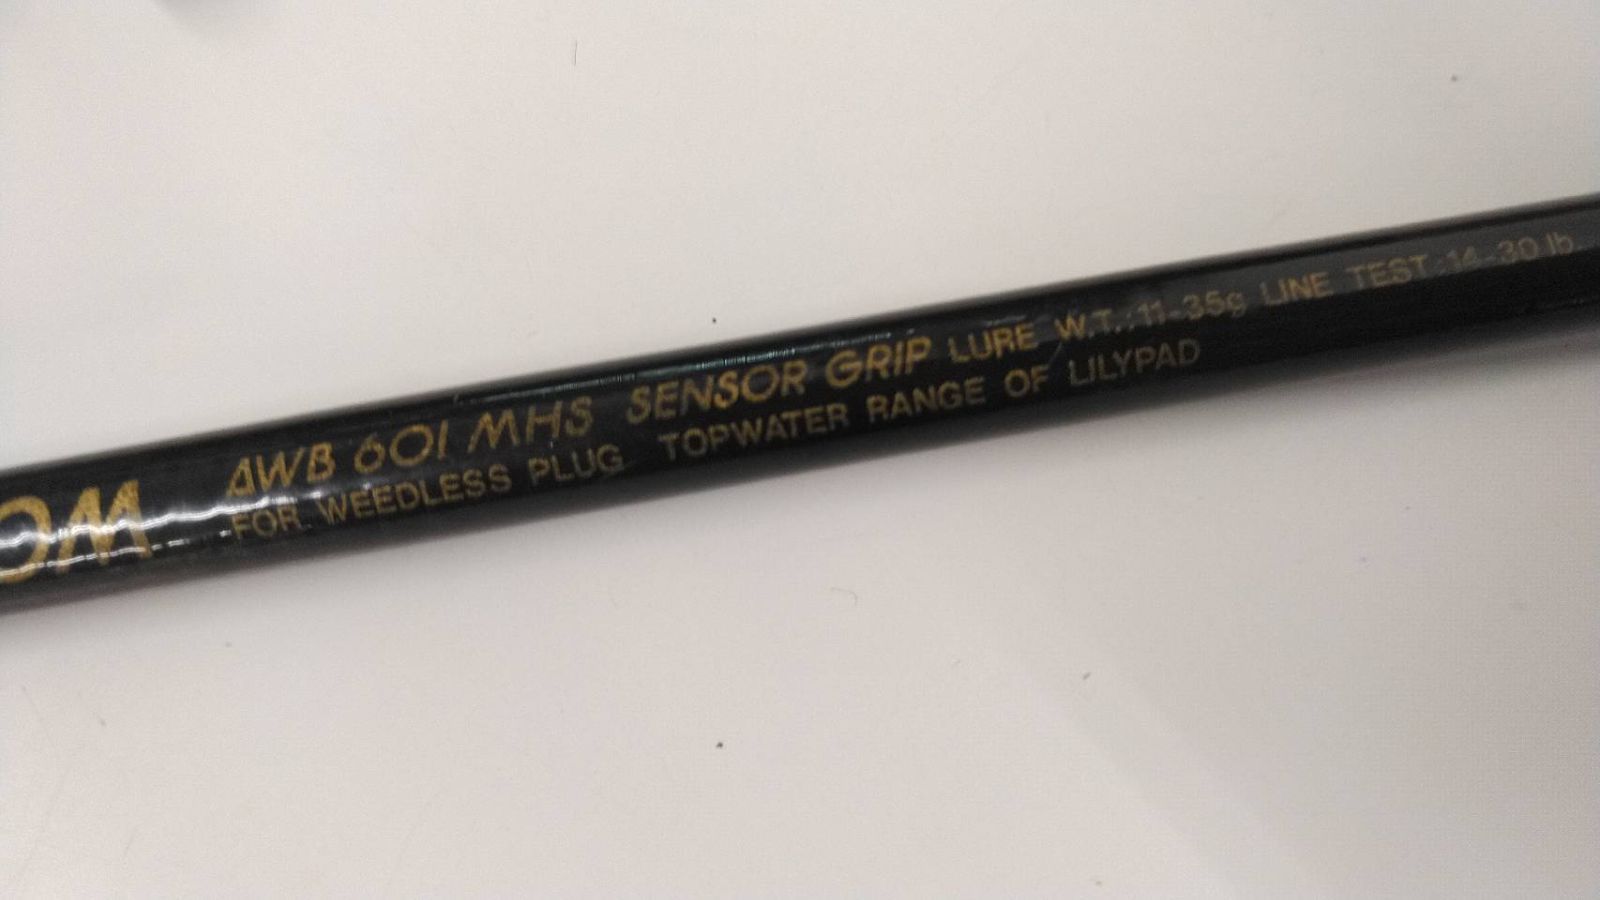 OM
AWB 601 MHS SENSOR GRIP LURE W.T.:11-35g LINE TEST:14-30 lb.
FOR WEEDLESS PLUG TOPWATER RANGE OF LILYPAD